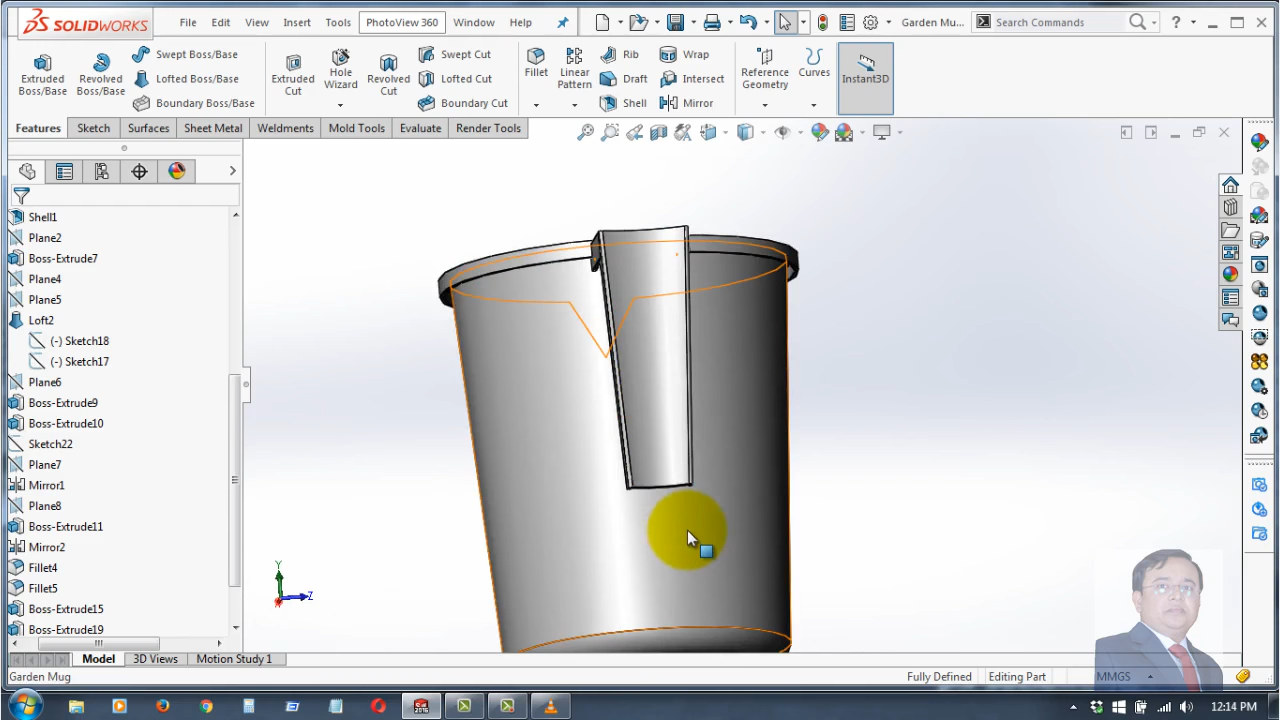 SOLIDWORKS
File Edit View Insert Tools PhotoView 360 Window Help
Garden Mu...
Search Commands
Extruded Boss/Base
Revolved Boss/Base
Swept Boss/Base
Lofted Boss/Base
Boundary Boss/Base
Extruded Cut
Hole Wizard
Revolved Cut
Swept Cut
Lofted Cut
Boundary Cut
Fillet
Linear Pattern
Rib
Draft
Shell
Wrap
Intersect
Mirror
Reference Geometry
Curves
Instant3D
Features Sketch Surfaces Sheet Metal Weldments Mold Tools Evaluate Render Tools
Shell1
Plane2
Boss-Extrude7
Plane4
Plane5
Loft2
(-) Sketch18
(-) Sketch17
Plane6
Boss-Extrude9
Boss-Extrude10
Sketch22
Plane7
Mirror1
Plane8
Boss-Extrude11
Mirror2
Fillet4
Fillet5
Boss-Extrude15
Boss-Extrude19
Y
Z
X
Model 3D Views Motion Study 1
Garden Mug
Fully Defined
Editing Part
MMGS
2016
12:14 PM